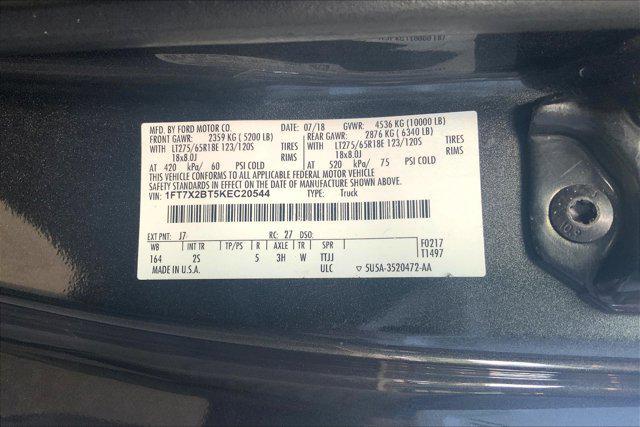 MFD. BY FORD MOTOR CO. DATE: 07/18 GVWR: 4536 KG (10000 LB)
FRONT GAWR: 2359 KG ( 5200 LB) REAR GAWR: 2876 KG ( 6340 LB)
WITH LT275/65R18E 123/120S TIRES WITH LT275/65R18E 123/120S TIRES
18x8.0J RIMS 18x8.0J RIMS
AT 420 kPa/ 60 PSI COLD AT 520 kPa/ 75 PSI COLD
THIS VEHICLE CONFORMS TO ALL APPLICABLE FEDERAL MOTOR VEHICLE
SAFETY STANDARDS IN EFFECT ON THE DATE OF MANUFACTURE SHOWN ABOVE.
VIN: 1FT7X2BT5KEC20544 TYPE: Truck
EXT PNT: J7 RC: 27 DSO: F0217
WB INT TR TP/PS R AXLE TR SPR T1497
164 2S 5 3H W TTJJ
MADE IN U.S.A. ULC ▽ 5U5A-3520472-AA